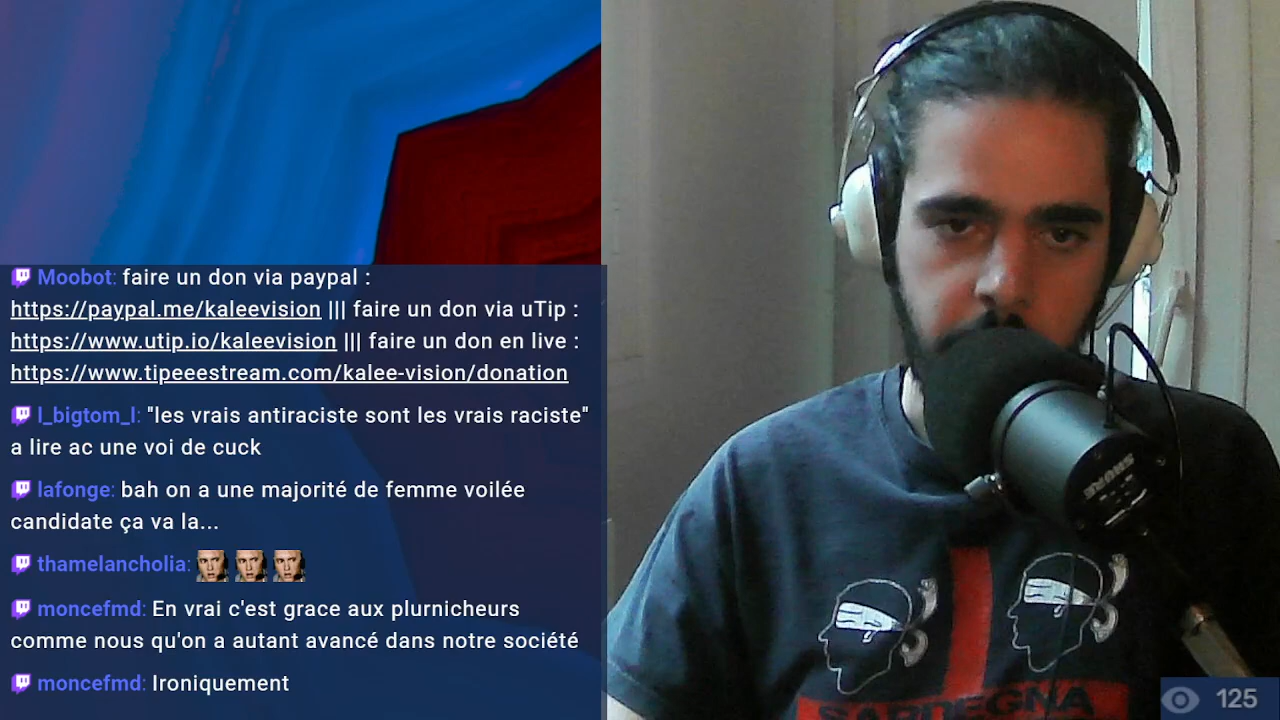 Moobot: faire un don via paypal :
https://paypal.me/kaleevision ||| faire un don via uTip :
https://www.utip.io/kaleevision ||| faire un don en live :
https://www.tipeeestream.com/kalee-vision/donation
l_bigtom_l: "les vrais antiraciste sont les vrais raciste"
a lire ac une voi de cuck
lafonge: bah on a une majorité de femme voilée
candidate ça va la...
thamelancholia:
moncefmd: En vrai c'est grace aux plurnicheurs
comme nous qu'on a autant avancé dans notre société
moncefmd: Ironiquement
SHURE
SARDEGNA
125